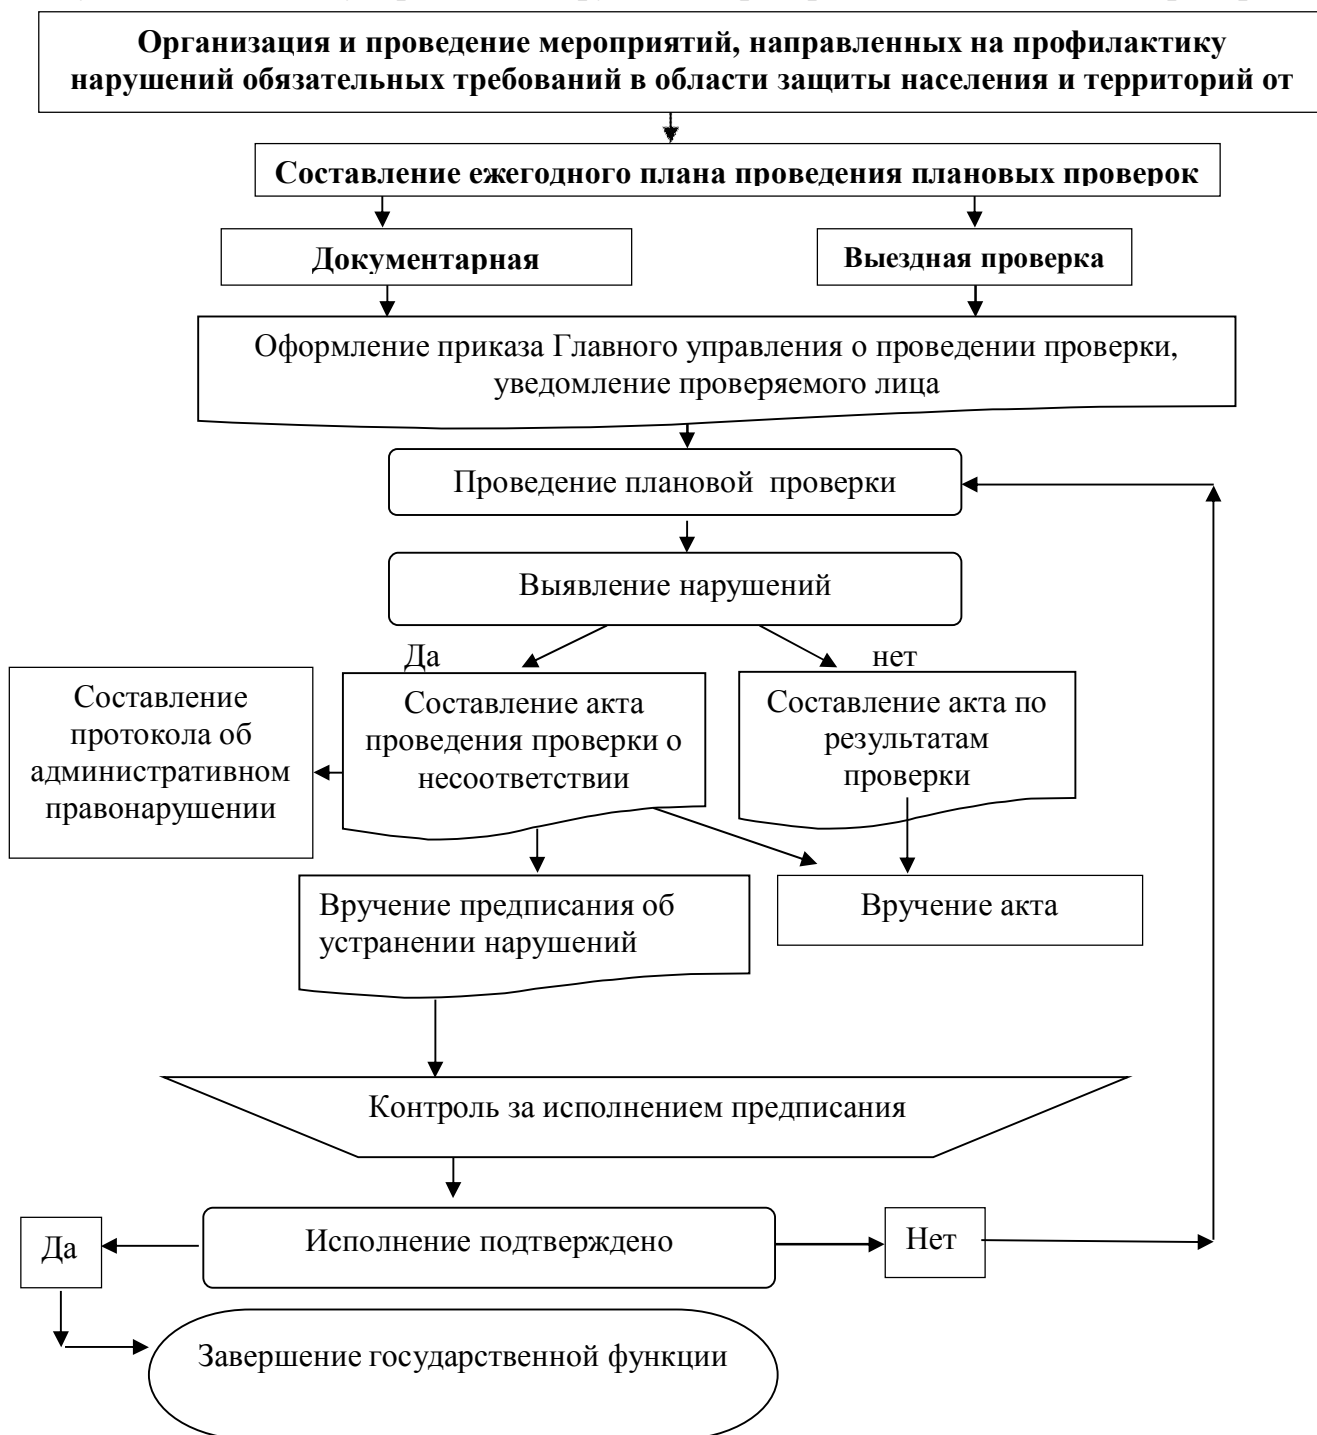 Организация и проведение мероприятий, направленных на профилактику
нарушений обязательных требований в области защиты населения и территорий от
Составление ежегодного плана проведения плановых проверок
Документарная
Выездная проверка
Оформление приказа Главного управления о проведении проверки,
уведомление проверяемого лица
Проведение плановой проверки
Выявление нарушений
Да
нет
Составление
протокола об
административном
правонарушении
Составление акта
проведения проверки о
несоответствии
Составление акта по
результатам
проверки
Вручение предписания об
устранении нарушений
Вручение акта
Контроль за исполнением предписания
Да
Исполнение подтверждено
Нет
Завершение государственной функции